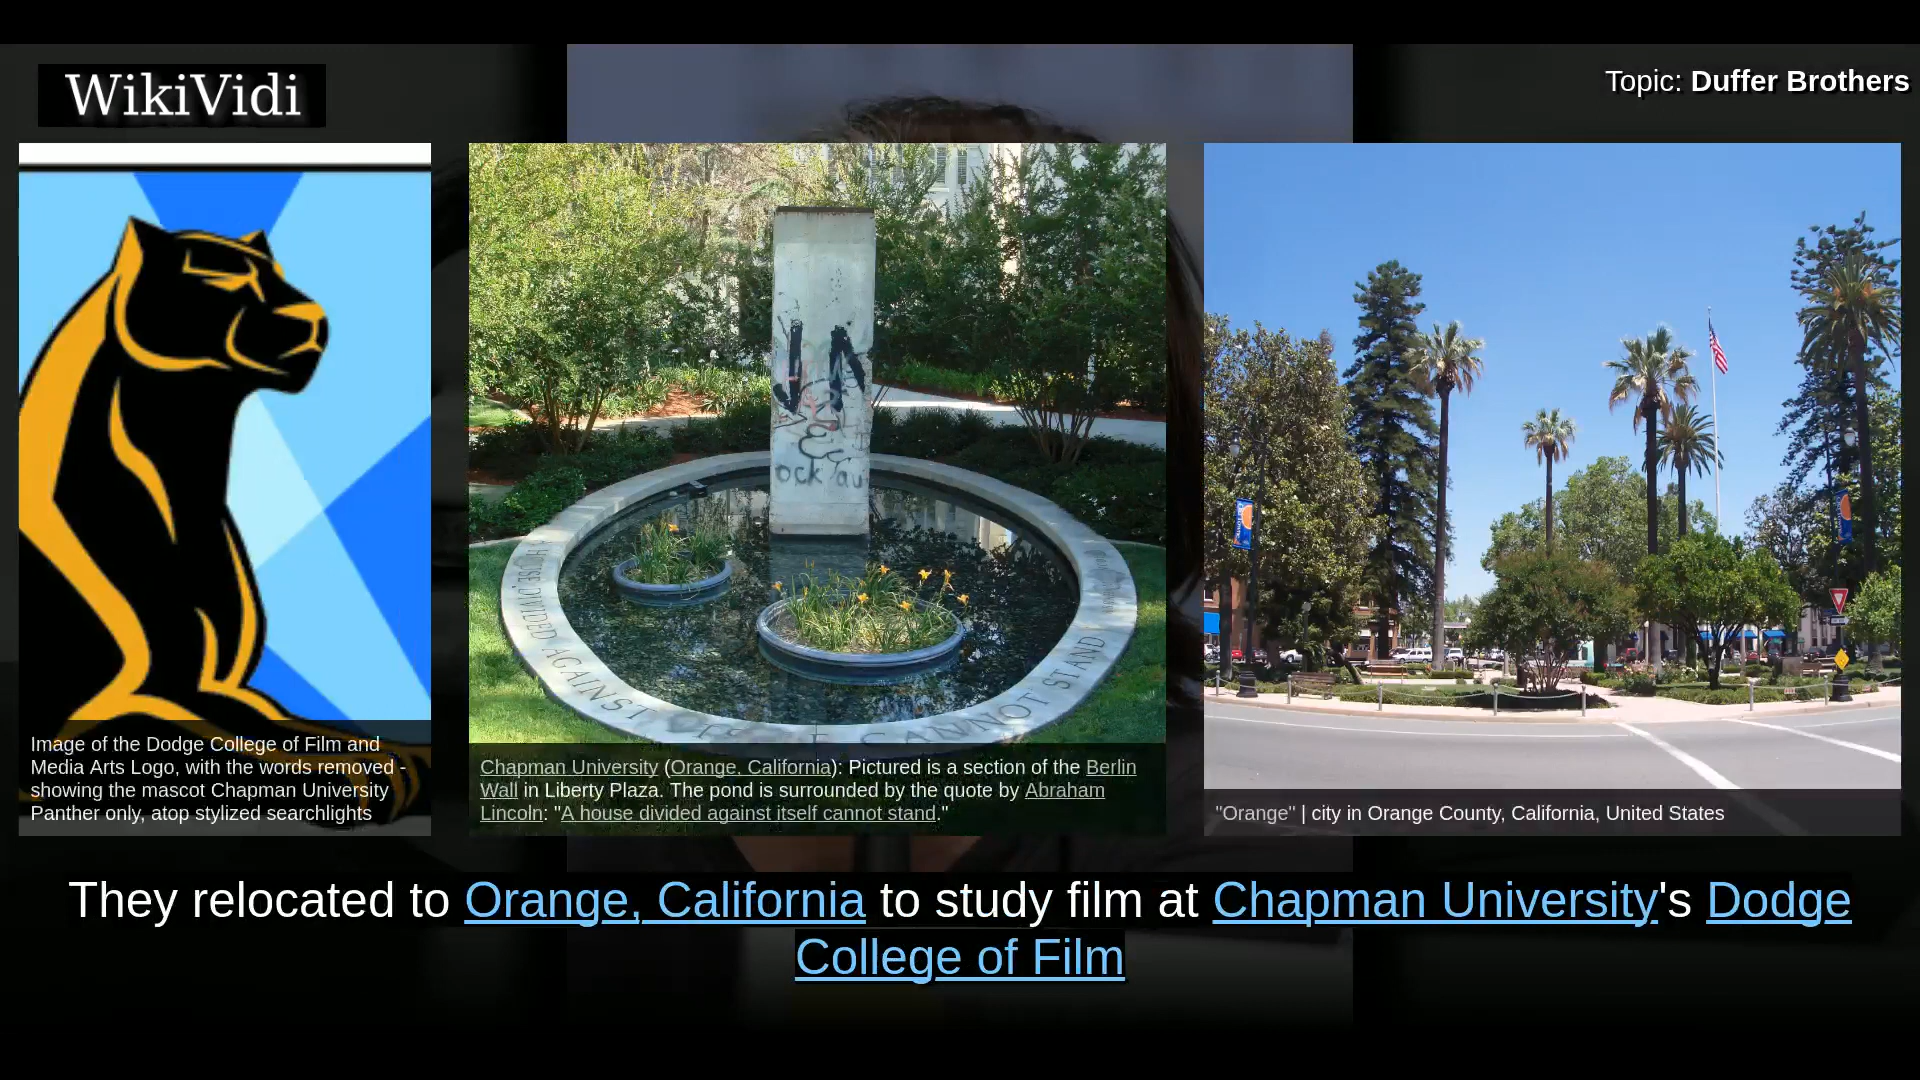 WikiVidi
Topic: Duffer Brothers
Image of the Dodge College of Film and
Media Arts Logo, with the words removed -
showing the mascot Chapman University
Panther only, atop stylized searchlights
ock au
HOUSE DIVIDED AGAINST CANNOT STAND
Chapman University (Orange, California): Pictured is a section of the Berlin
Wall in Liberty Plaza. The pond is surrounded by the quote by Abraham
Lincoln: "A house divided against itself cannot stand."
"Orange" | city in Orange County, California, United States
They relocated to Orange, California to study film at Chapman University's Dodge
College of Film